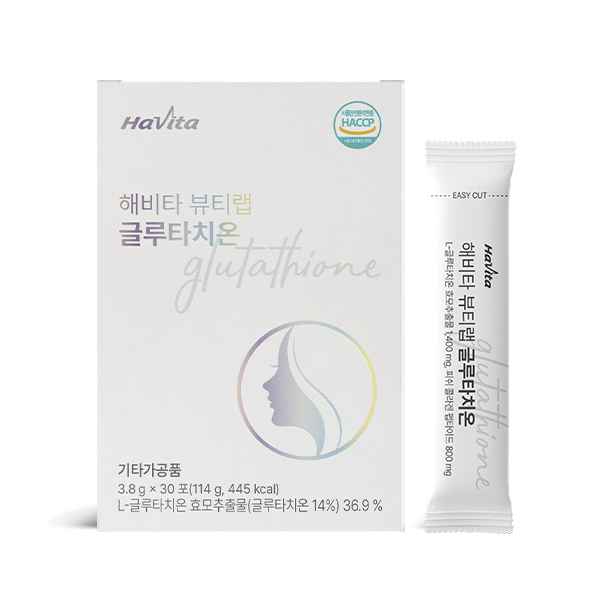 HaVita
식품안전관리인증
HACCP
해비타 뷰티랩
글루타치온
glutathione
기타가공품
3.8 g × 30 포(114 g, 445 kcal)
L-글루타치온 효모추출물(글루타치온 14%) 36.9 %
EASY CUT
HaVita
해비타 뷰티랩 글루타치온
glutathione
L-글루타치온 효모추출물 1,400 mg, 피쉬 콜라겐 펩타이드 800 mg